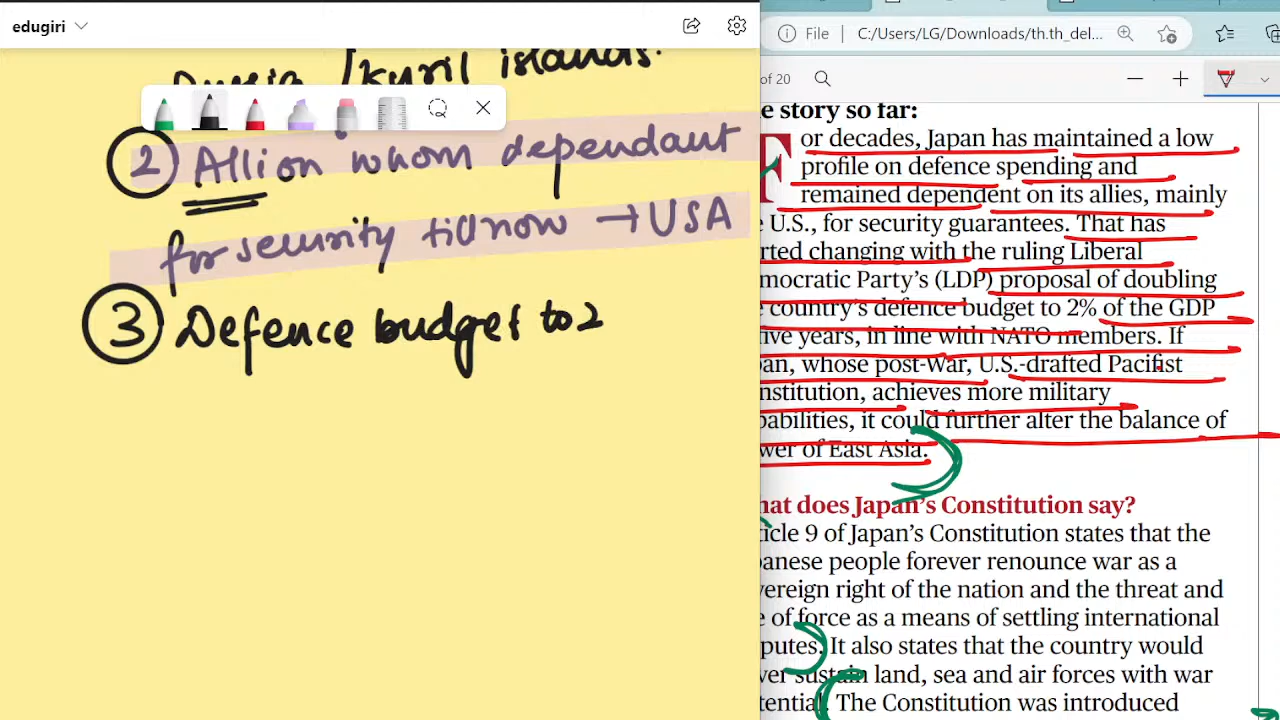 edugiri
Russia / Kuril islands.
2 Alli on whom dependant
for security till now → USA
3 Defence budget to 2
File C:/Users/LG/Downloads/th.th_del...
of 20
e story so far:
For decades, Japan has maintained a low
profile on defence spending and
remained dependent on its allies, mainly
e U.S., for security guarantees. That has
rted changing with the ruling Liberal
mocratic Party's (LDP) proposal of doubling
e country's defence budget to 2% of the GDP
five years, in line with NATO members. If
pan, whose post-War, U.S.-drafted Pacifist
nstitution, achieves more military
pabilities, it could further alter the balance of
wer of East Asia.
hat does Japan's Constitution say?
ticle 9 of Japan's Constitution states that the
panese people forever renounce war as a
vereign right of the nation and the threat and
e of force as a means of settling international
putes. It also states that the country would
ver sustain land, sea and air forces with war
tential. The Constitution was introduced